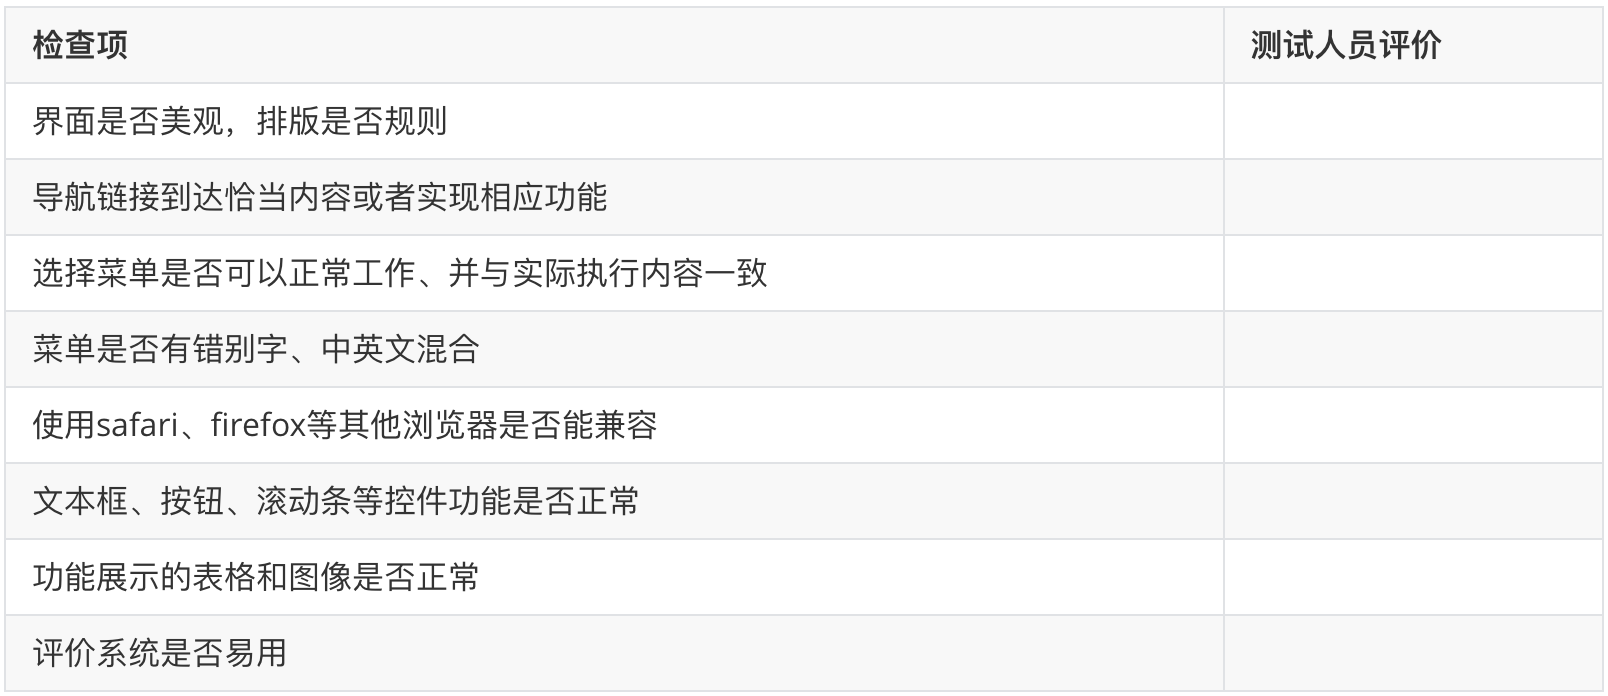 检查项
测试人员评价
界面是否美观，排版是否规则
导航链接到达恰当内容或者实现相应功能
选择菜单是否可以正常工作、并与实际执行内容一致
菜单是否有错别字、中英文混合
使用safari、firefox等其他浏览器是否能兼容
文本框、按钮、滚动条等控件功能是否正常
功能展示的表格和图像是否正常
评价系统是否易用